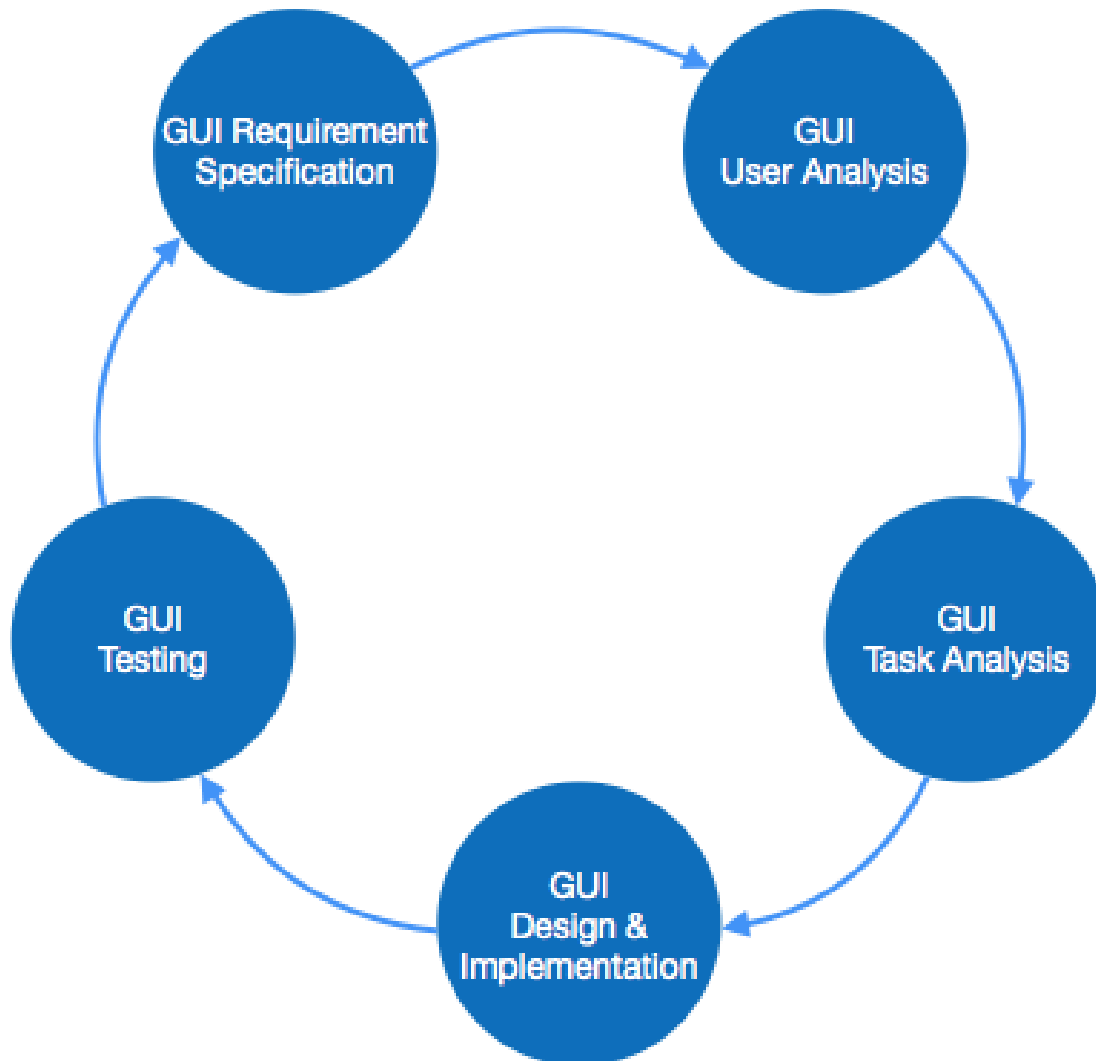 GUI Requirement
Specification
GUI
User Analysis
GUI
Task Analysis
GUI
Design &
Implementation
GUI
Testing